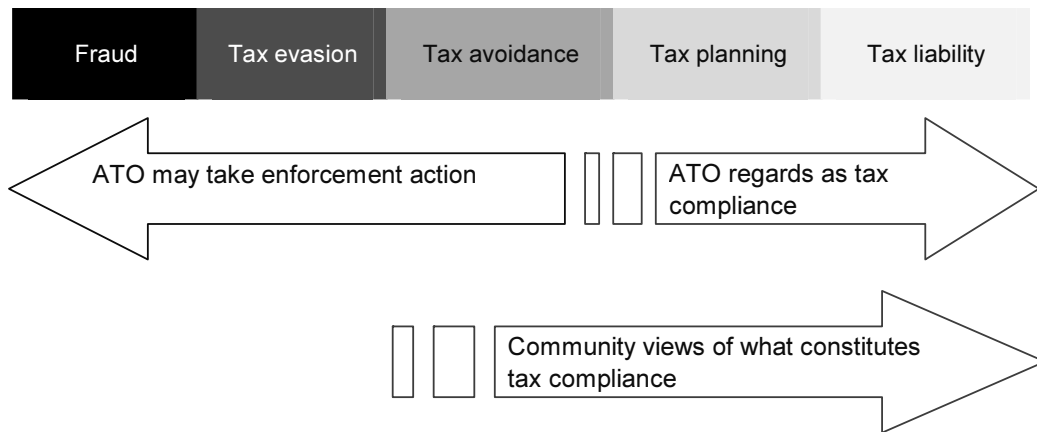 Fraud Tax evasion Tax avoidance Tax planning Tax liability
ATO may take enforcement action
ATO regards as tax
compliance
Community views of what constitutes
tax compliance